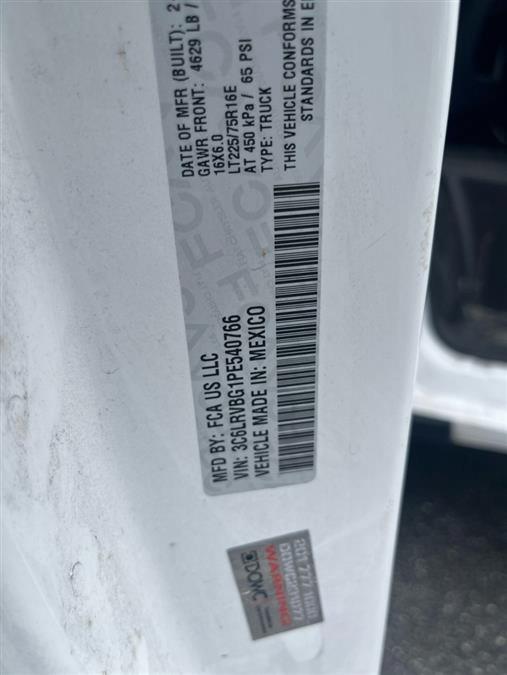 MFD BY: FCA US LLC
VIN: 3C6LRVBG1PE540766
VEHICLE MADE IN: MEXICO
DATE OF MFR (BUILT): 2
GAWR FRONT: 4629 LB /
16X6.0
LT225/75R16E
AT 450 kPa / 65 PSI
TYPE: TRUCK
THIS VEHICLE CONFORMS
STANDARDS IN E
DOWC
WARNING